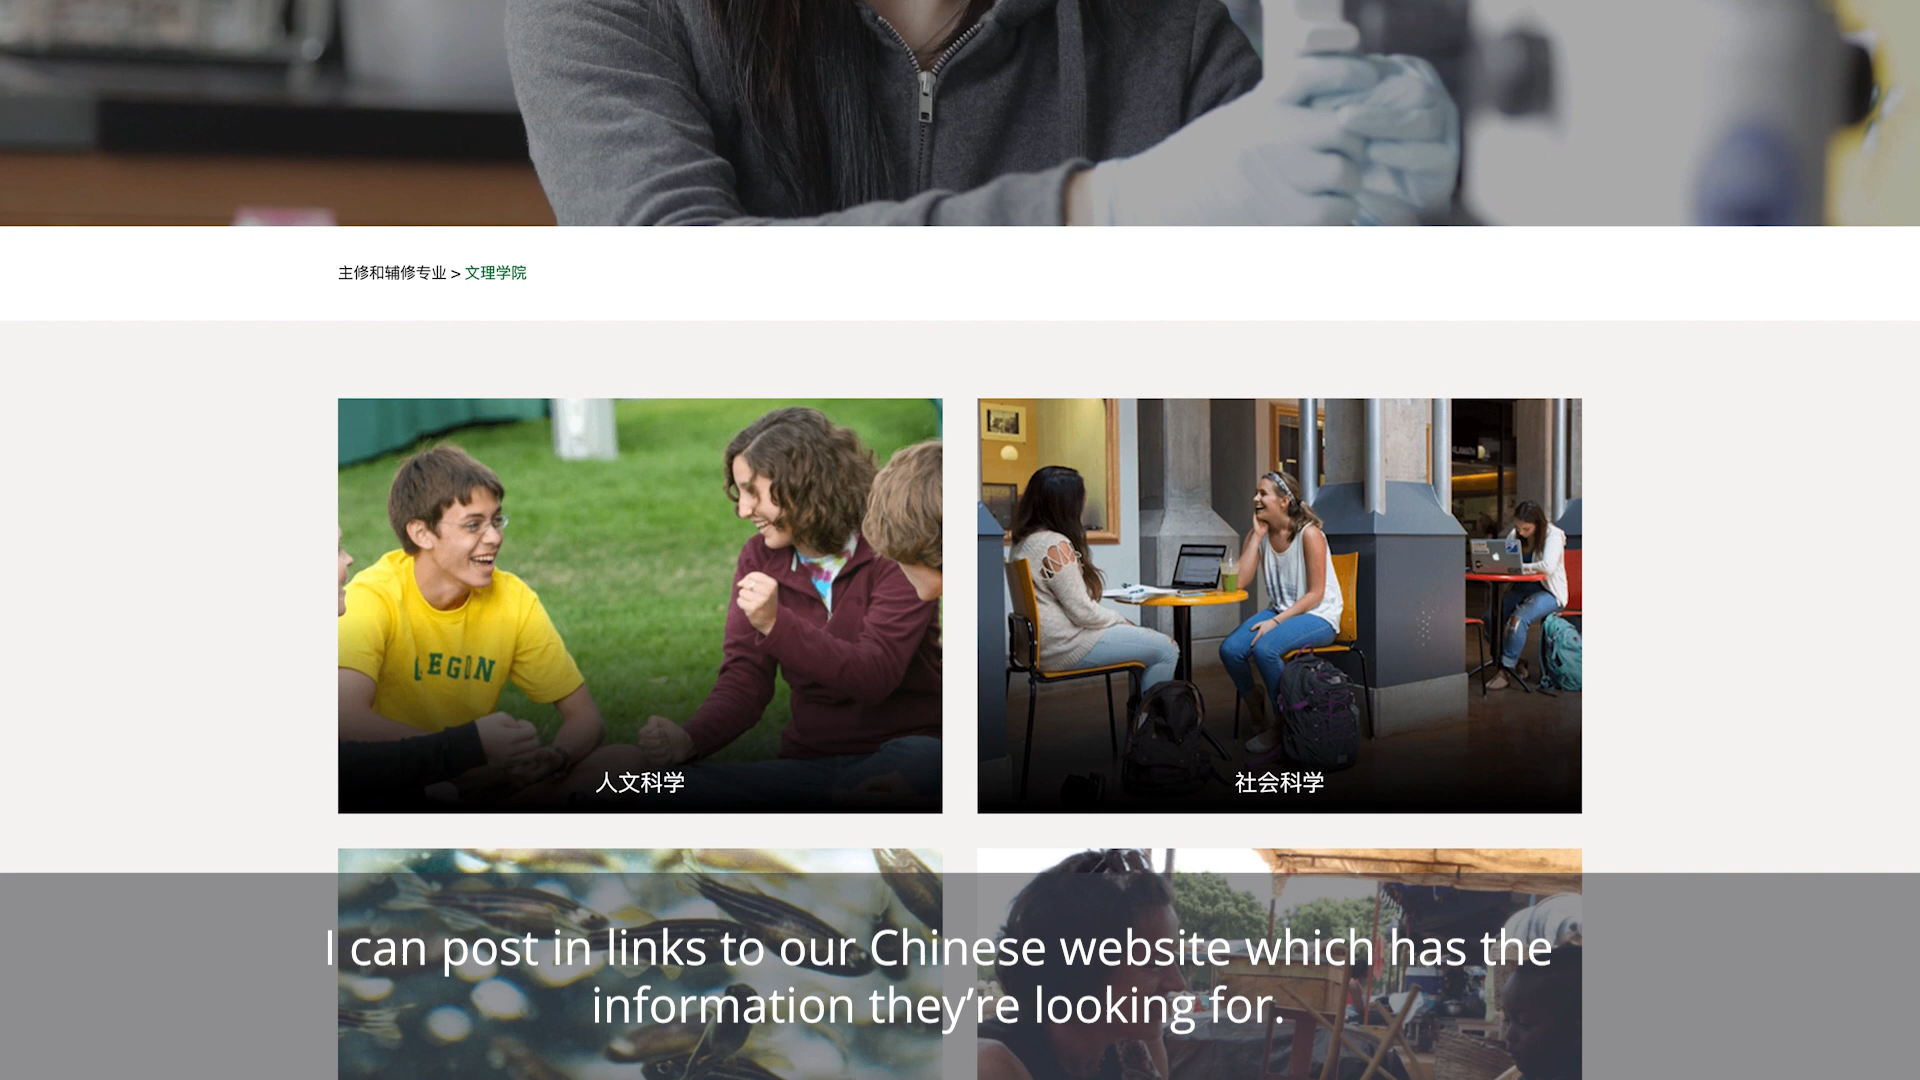 主修和辅修专业 > 文理学院
人文科学
社会科学
I can post in links to our Chinese website which has the
information they’re looking for.